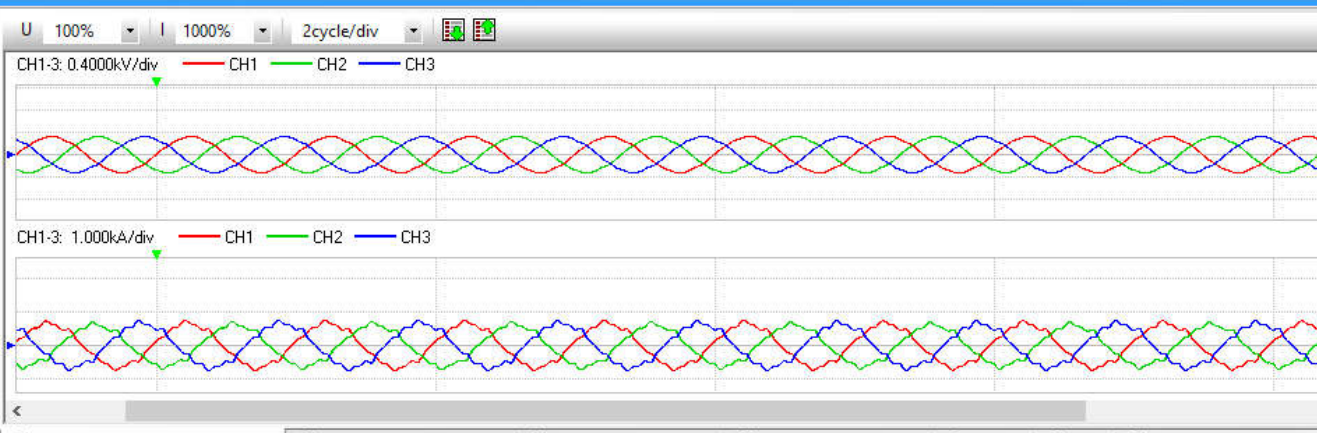 U 100% I 1000% 2cycle/div
CH1-3: 0.4000kV/div CH1 CH2 CH3
CH1-3: 1.000kA/div CH1 CH2 CH3